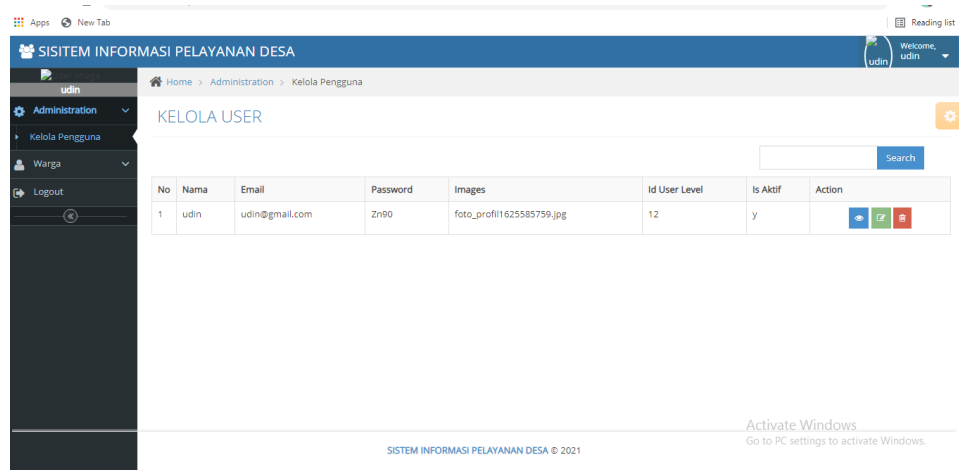 Apps New Tab Reading list
SISITEM INFORMASI PELAYANAN DESA
udin
Welcome,
udin
udin
Home > Administration > Kelola Pengguna
Administration
Kelola Pengguna
Warga
Logout
KELOLA USER
Search
No Nama Email Password Images Id User Level Is Aktif Action
1 udin udin@gmail.com Zn90 foto_profil1625585759.jpg 12 y
Activate Windows
Go to PC settings to activate Windows.
SISTEM INFORMASI PELAYANAN DESA © 2021